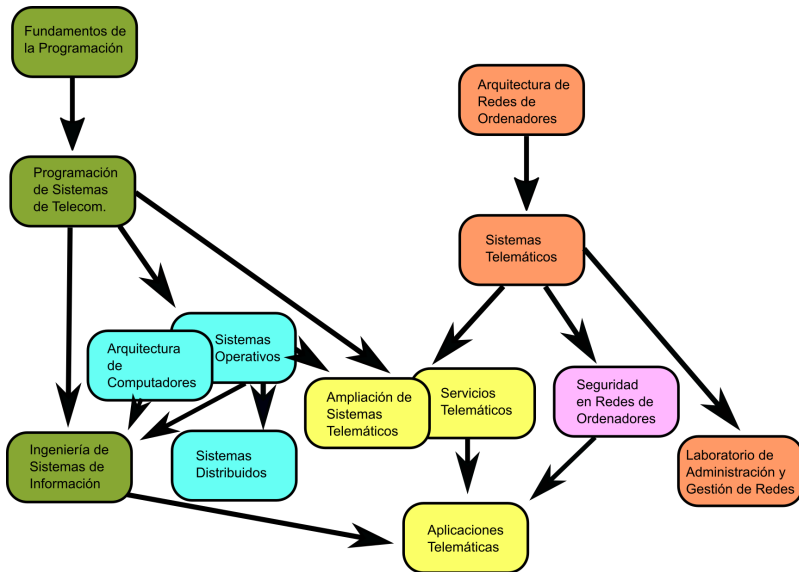 Fundamentos de
la Programación
Arquitectura de
Redes de
Ordenadores
Programación
de Sistemas
de Telecom.
Sistemas
Telemáticos
Sistemas
Operativos
Arquitectura
de
Computadores
Ampliación de
Sistemas
Telemáticos
Servicios
Telemáticos
Seguridad
en Redes de
Ordenadores
Ingeniería de
Sistemas de
Información
Sistemas
Distribuidos
Laboratorio de
Administración y
Gestión de Redes
Aplicaciones
Telemáticas